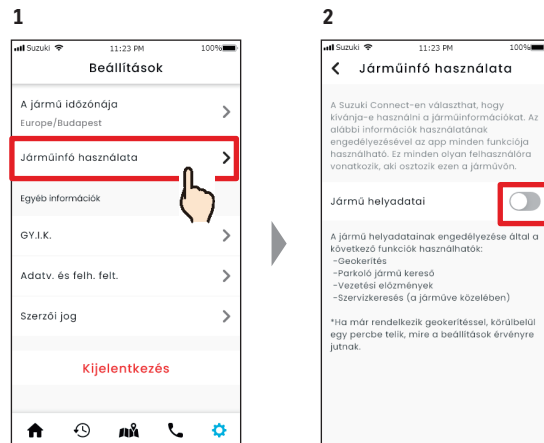 1
Suzuki 11:23 PM 100%
Beállítások
A jármű időzónája
Europe/Budapest
Járműinfó használata
Egyéb információk
GY.I.K.
Adatv. és felh. felt.
Szerzői jog
Kijelentkezés
2
Suzuki 11:23 PM 100%
Járműinfó használata
A Suzuki Connect-en választhat, hogy
kívánja-e használni a járműinformációkat. Az
alábbi információk használatának
engedélyezésével az app minden funkciója
használható. Ez minden olyan felhasználóra
vonatkozik, aki osztozik ezen a járművön.
Jármű helyadatai
A jármű helyadatainak engedélyezése által a
következő funkciók használhatók:
-Geokerítés
-Parkoló jármű kereső
-Vezetési előzmények
-Szervizkeresés (a járműve közelében)
*Ha már rendelkezik geokerítéssel, körülbelül
egy percbe telik, mire a beállítások érvényre
jutnak.